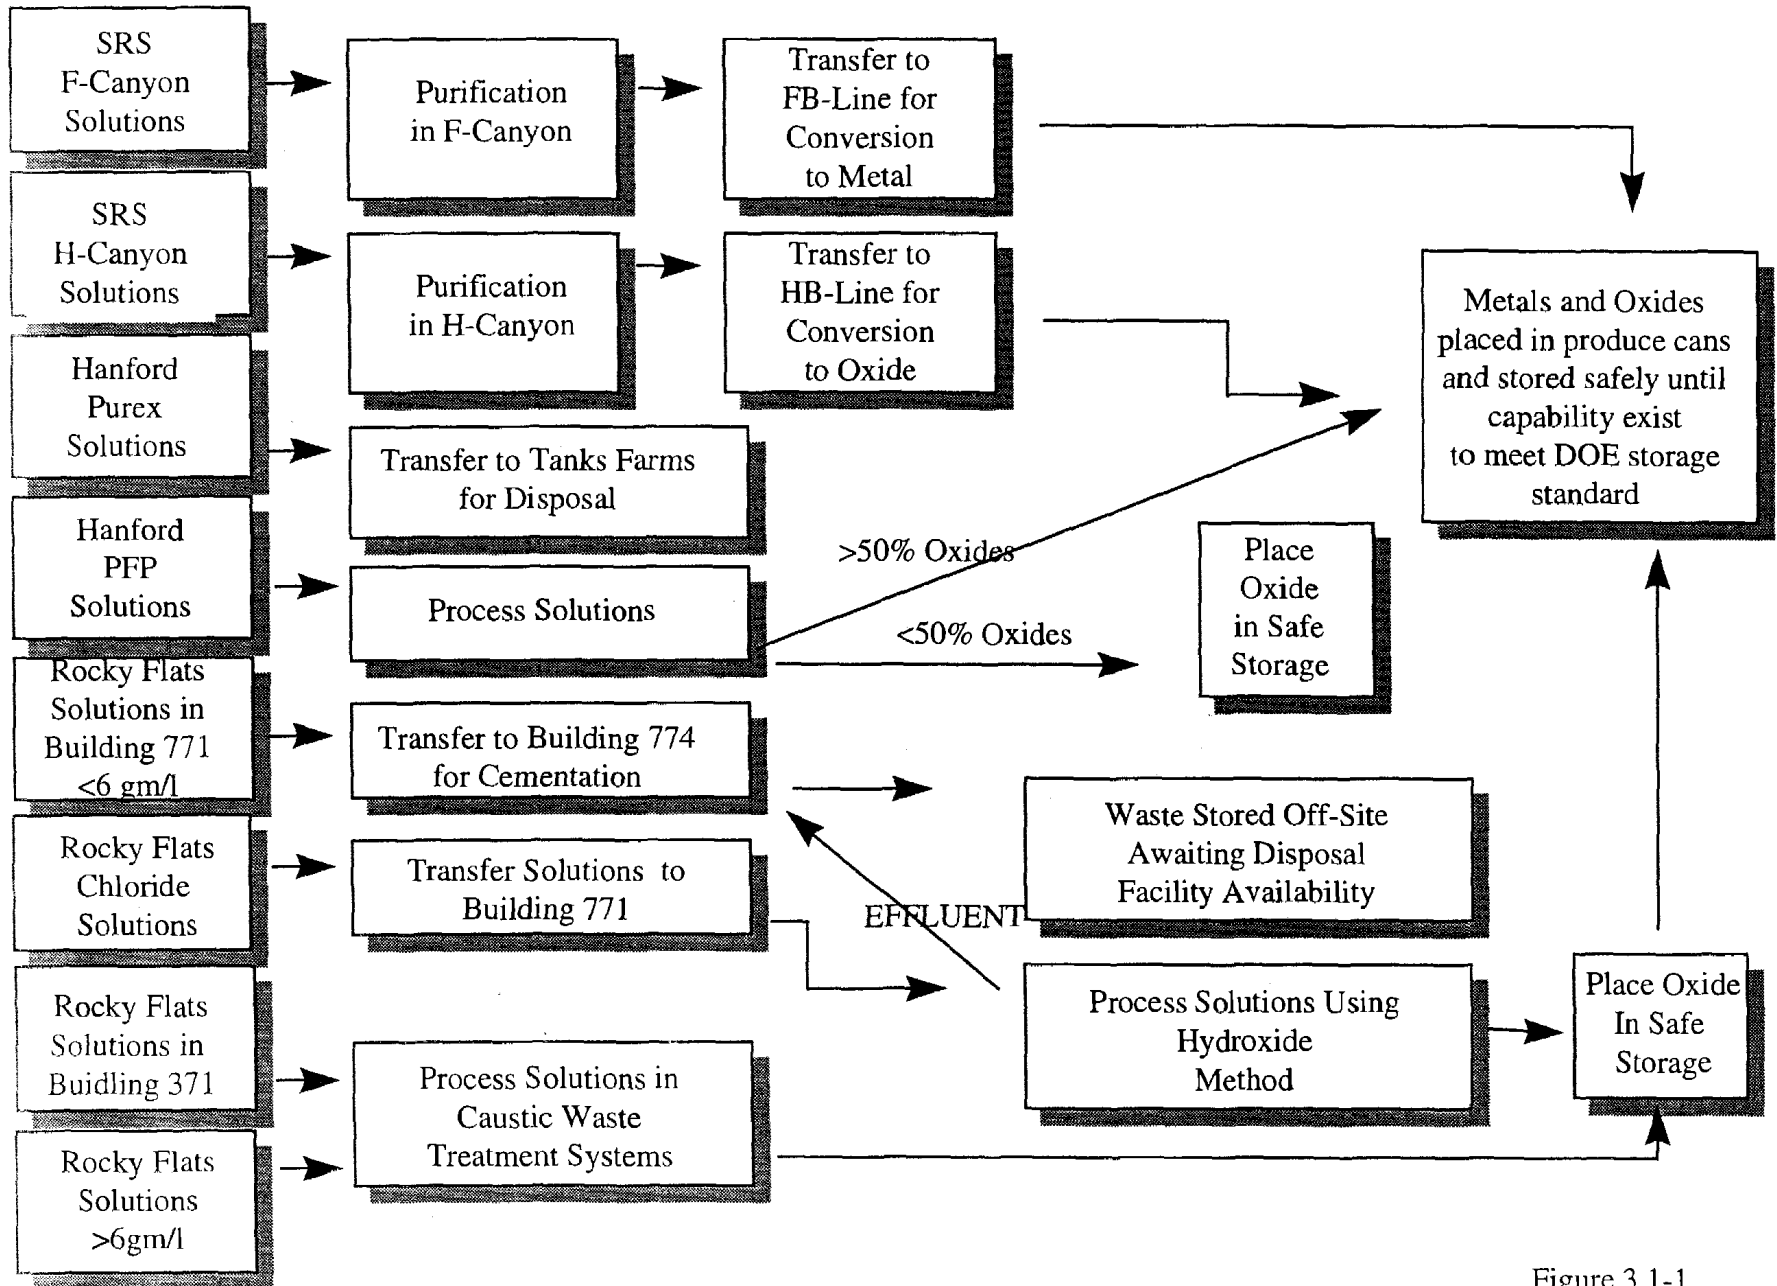 SRS
F-Canyon
Solutions
Purification
in F-Canyon
Transfer to
FB-Line for
Conversion
to Metal
SRS
H-Canyon
Solutions
Purification
in H-Canyon
Transfer to
HB-Line for
Conversion
to Oxide
Metals and Oxides
placed in produce cans
and stored safely until
capability exist
to meet DOE storage
standard
Hanford
Purex
Solutions
Transfer to Tanks Farms
for Disposal
Hanford
PFP
Solutions
Process Solutions
>50% Oxides
<50% Oxides
Place
Oxide
in Safe
Storage
Rocky Flats
Solutions in
Building 771
<6 gm/l
Transfer to Building 774
for Cementation
Waste Stored Off-Site
Awaiting Disposal
Facility Availability
Rocky Flats
Chloride
Solutions
Transfer Solutions to
Building 771
EFFLUENT
Process Solutions Using
Hydroxide
Method
Place Oxide
In Safe
Storage
Rocky Flats
Solutions in
Buidling 371
Process Solutions in
Caustic Waste
Treatment Systems
Rocky Flats
Solutions
>6gm/l
Figure 3.1-1